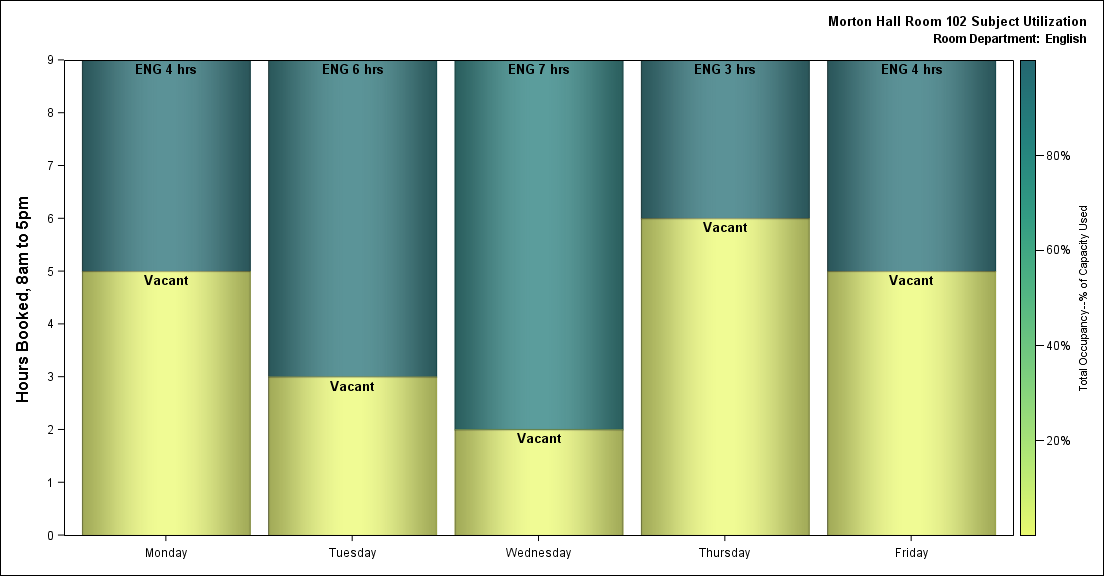 Morton Hall Room 102 Subject Utilization
Room Department: English
Hours Booked, 8am to 5pm
9
8
7
6
5
4
3
2
1
0
ENG 4 hrs
Vacant
ENG 6 hrs
Vacant
ENG 7 hrs
Vacant
ENG 3 hrs
Vacant
ENG 4 hrs
Vacant
Monday
Tuesday
Wednesday
Thursday
Friday
80%
60%
40%
20%
Total Occupancy--% of Capacity Used